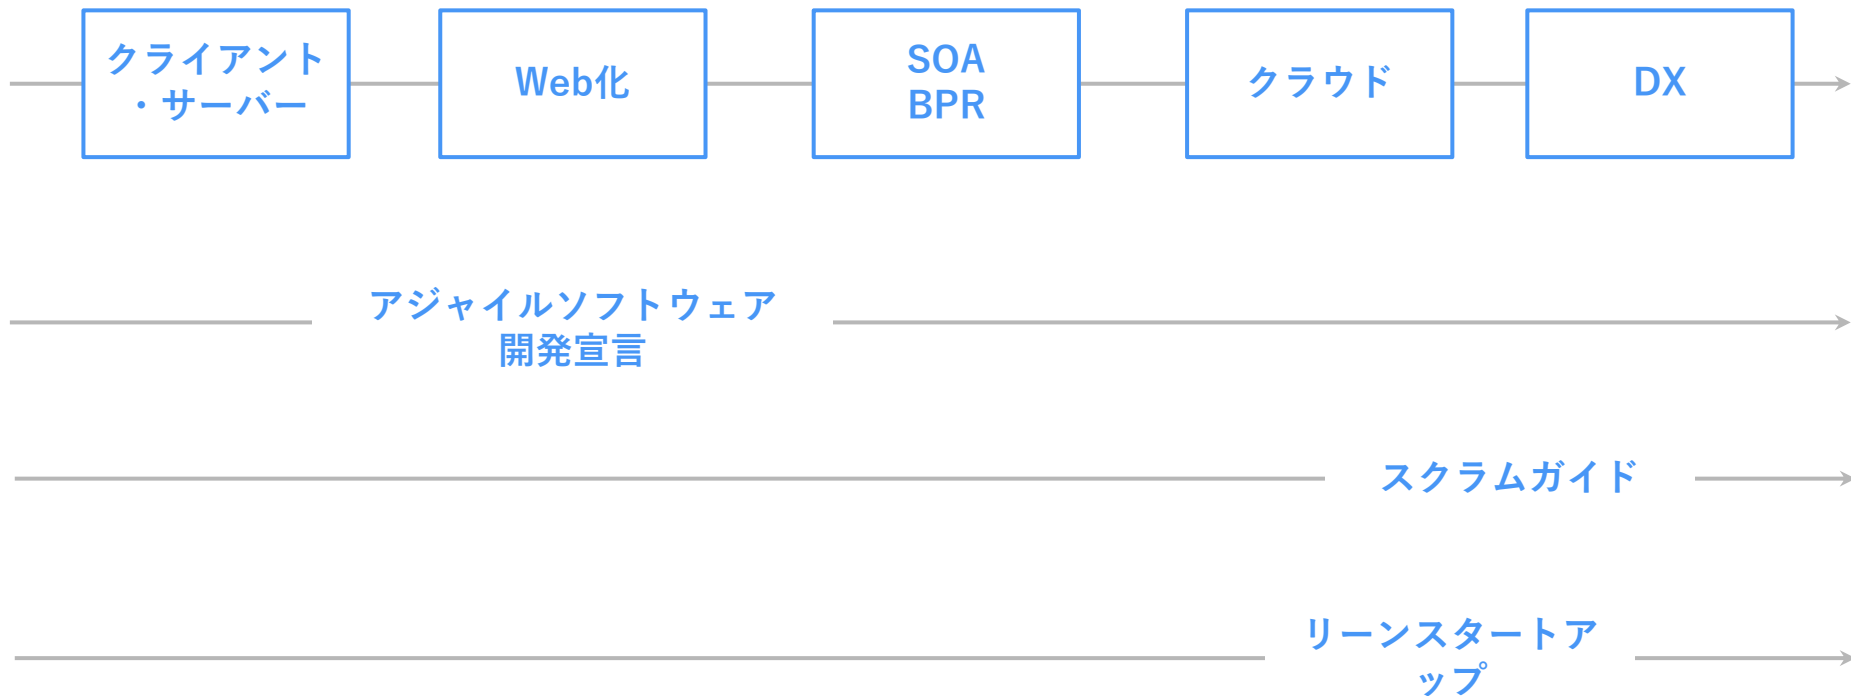 クライアント
・サーバー
Web化
SOA
BPR
クラウド
DX
アジャイルソフトウェア
開発宣言
スクラムガイド
リーンスタートア
ップ